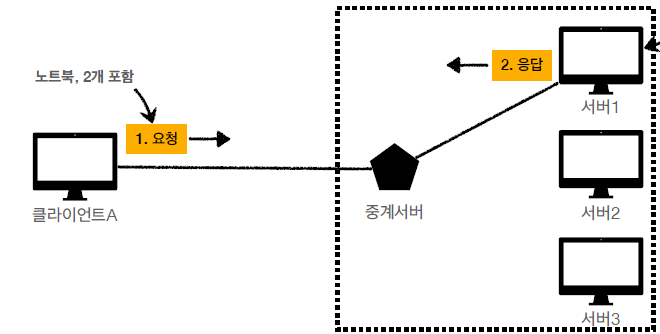 노트북, 2개 포함
1. 요청
클라이언트A
중계서버
2. 응답
서버1
서버2
서버3